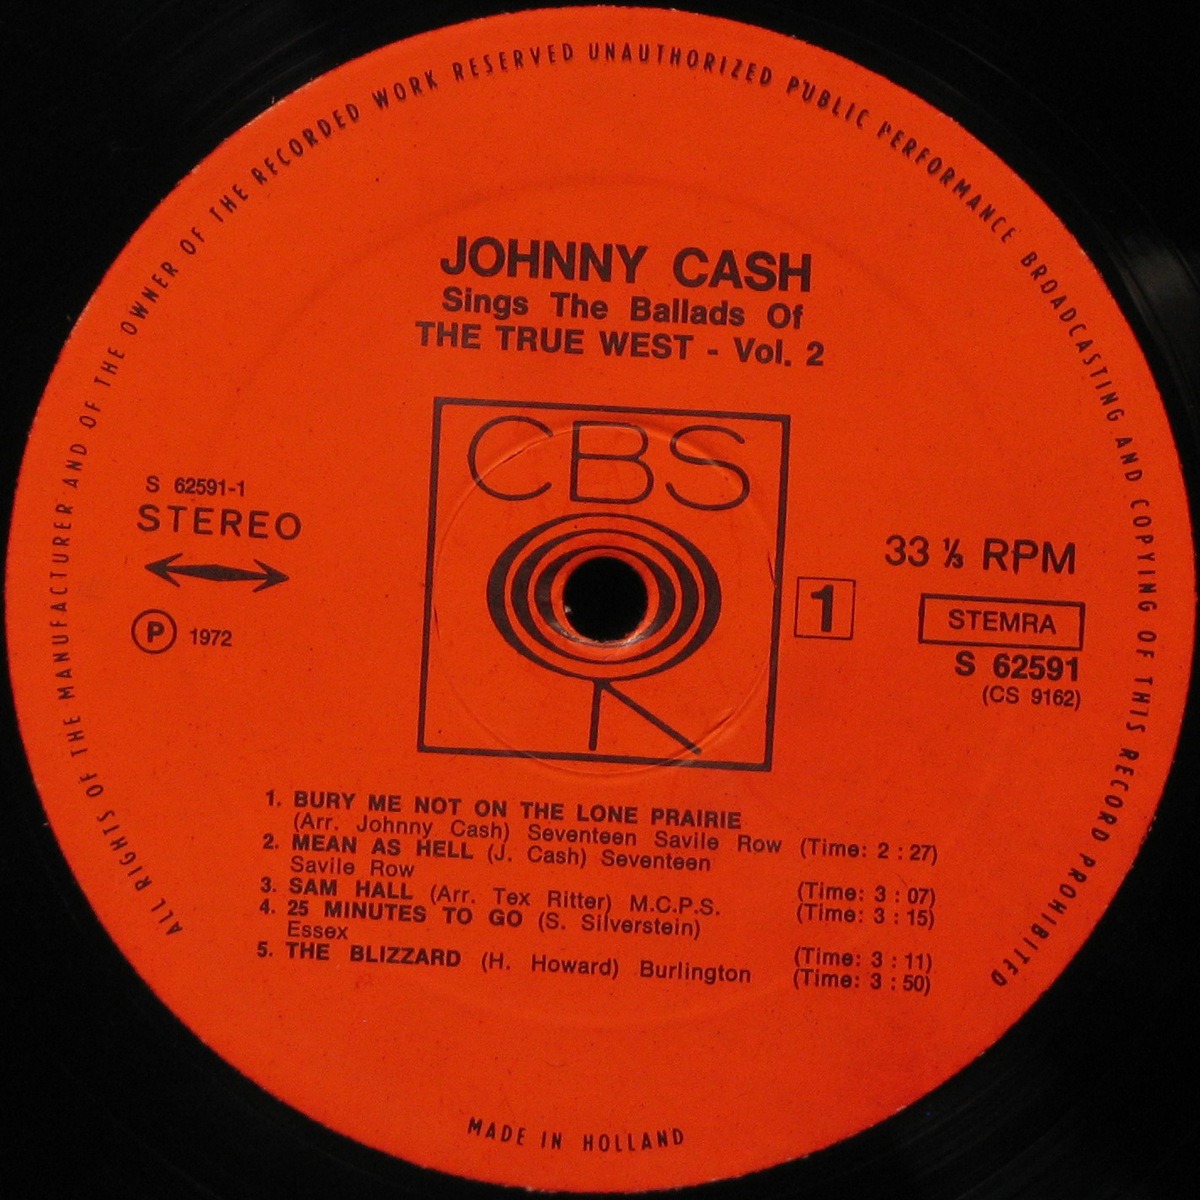 ALL RIGHTS OF THE MANUFACTURER AND OF THE OWNER OF THE RECORDED WORK RESERVED UNAUTHORIZED PUBLIC PERFORMANCE BROADCASTING AND COPYING OF THIS RECORD PROHIBITED
JOHNNY CASH
Sings The Ballads Of
THE TRUE WEST - Vol. 2
CBS
S 62591-1
STEREO
℗ 1972
1
33 ⅓ RPM
STEMRA
S 62591
(CS 9162)
1. BURY ME NOT ON THE LONE PRAIRIE
(Arr. Johnny Cash) Seventeen Savile Row (Time: 2 : 27)
2. MEAN AS HELL (J. Cash) Seventeen
Savile Row (Time: 3 : 07)
3. SAM HALL (Arr. Tex Ritter) M.C.P.S. (Time: 3 : 15)
4. 25 MINUTES TO GO (S. Silverstein)
Essex (Time: 3 : 11)
5. THE BLIZZARD (H. Howard) Burlington (Time: 3 : 50)
MADE IN HOLLAND